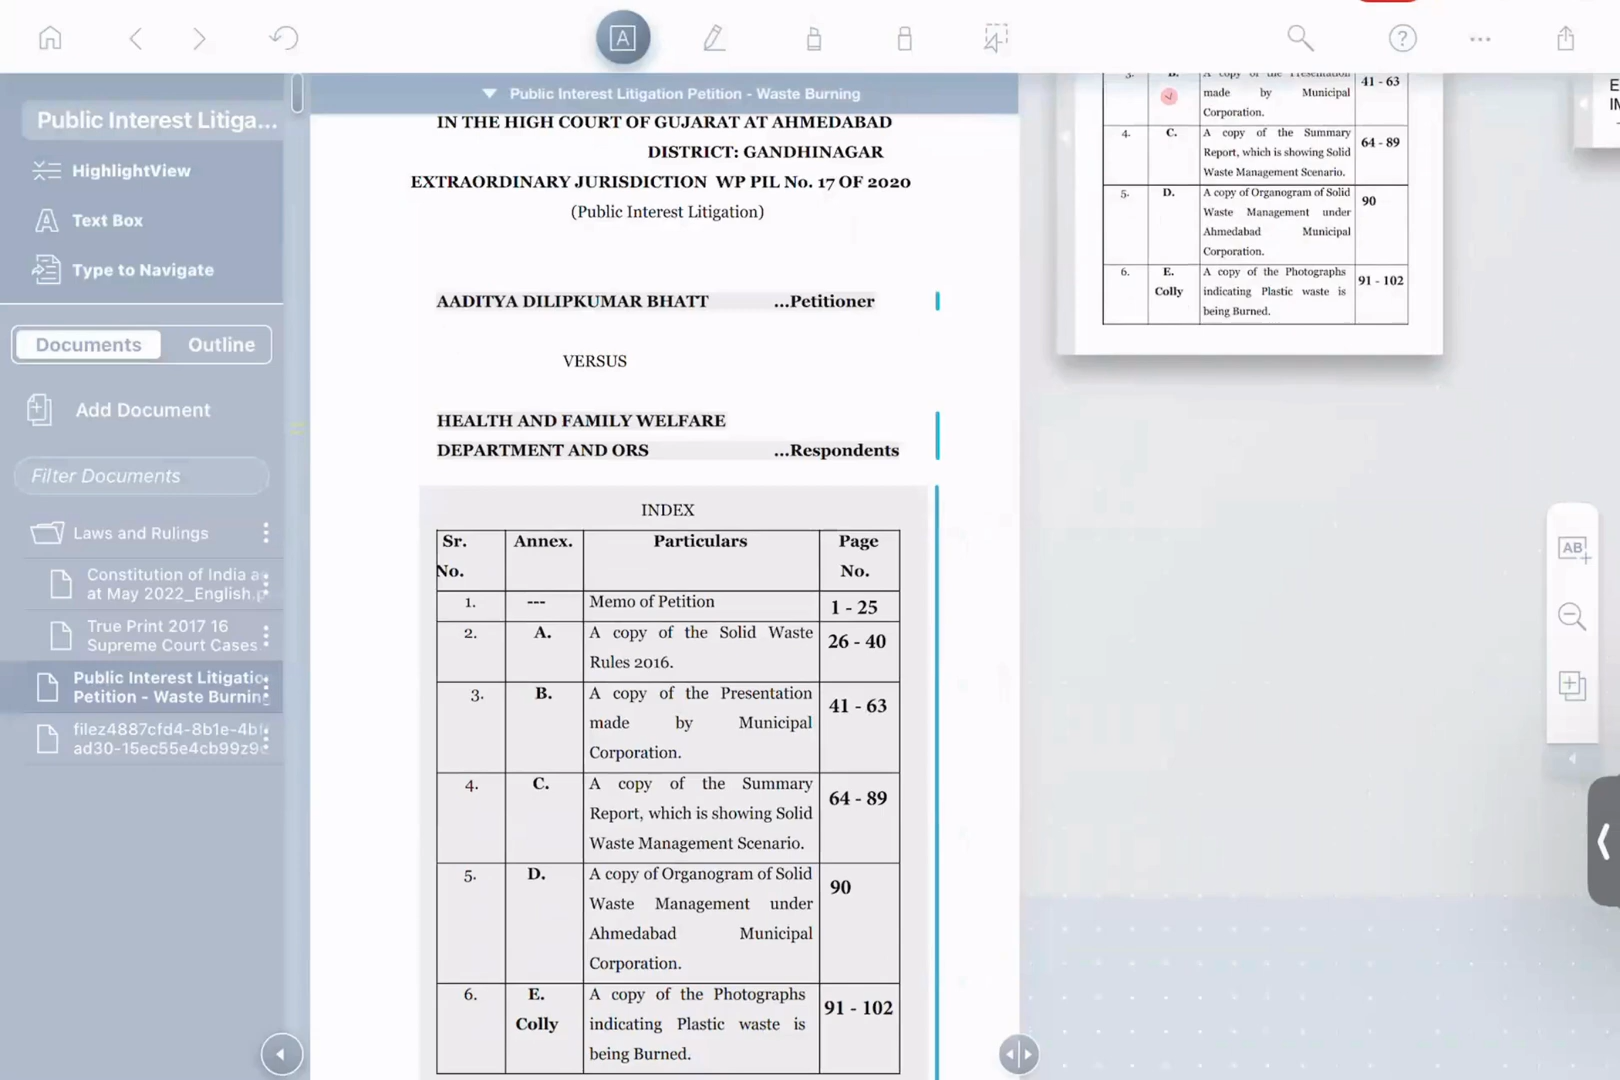 Public Interest Litiga...
HighlightView
Text Box
Type to Navigate
Documents
Outline
Add Document
Filter Documents
Laws and Rulings
Constitution of India a
at May 2022_English.p
True Print 2017 16
Supreme Court Cases
Public Interest Litigatio
Petition - Waste Burnin
filez4887cfd4-8b1e-4b
ad30-15ec55e4cb99z9
Public Interest Litigation Petition - Waste Burning
IN THE HIGH COURT OF GUJARAT AT AHMEDABAD
DISTRICT: GANDHINAGAR
EXTRAORDINARY JURISDICTION WP PIL No. 17 OF 2020
(Public Interest Litigation)
AADITYA DILIPKUMAR BHATT ...Petitioner
VERSUS
HEALTH AND FAMILY WELFARE
DEPARTMENT AND ORS ...Respondents
INDEX
Sr. Annex. Particulars Page
No. No.
1. --- Memo of Petition 1 - 25
2. A. A copy of the Solid Waste 26 - 40
Rules 2016.
3. B. A copy of the Presentation 41 - 63
made by Municipal
Corporation.
4. C. A copy of the Summary 64 - 89
Report, which is showing Solid
Waste Management Scenario.
5. D. A copy of Organogram of Solid 90
Waste Management under
Ahmedabad Municipal
Corporation.
6. E. A copy of the Photographs 91 - 102
Colly indicating Plastic waste is
being Burned.
3. B. A copy of the Presentation 41 - 63
made by Municipal
Corporation.
4. C. A copy of the Summary 64 - 89
Report, which is showing Solid
Waste Management Scenario.
5. D. A copy of Organogram of Solid 90
Waste Management under
Ahmedabad Municipal
Corporation.
6. E. A copy of the Photographs 91 - 102
Colly indicating Plastic waste is
being Burned.
A
AB